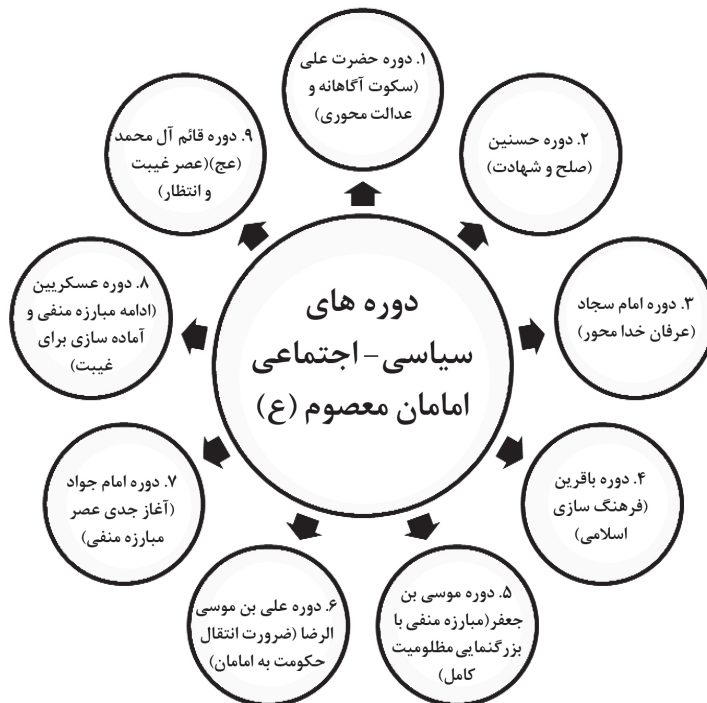 دوره های
سیاسی - اجتماعی
امامان معصوم (ع)
۱. دوره حضرت علی
(سکوت آگاهانه و
عدالت محوری)
۲. دوره حسنین
(صلح و شهادت)
۳. دوره امام سجاد
(عرفان خدا محور)
۴. دوره باقرین
(فرهنگ سازی
اسلامی)
۵. دوره موسی بن
جعفر(مبارزه منفی با
بزرگنمایی مظلومیت
کامل)
۶. دوره علی بن موسی
الرضا (ضرورت انتقال
حکومت به امامان)
۷. دوره امام جواد
(آغاز جدی عصر
مبارزه منفی)
۸. دوره عسکریین
(ادامه مبارزه منفی و
آماده سازی برای
غیبت)
۹. دوره قائم آل محمد
(عج)(عصر غیبت
و انتظار)